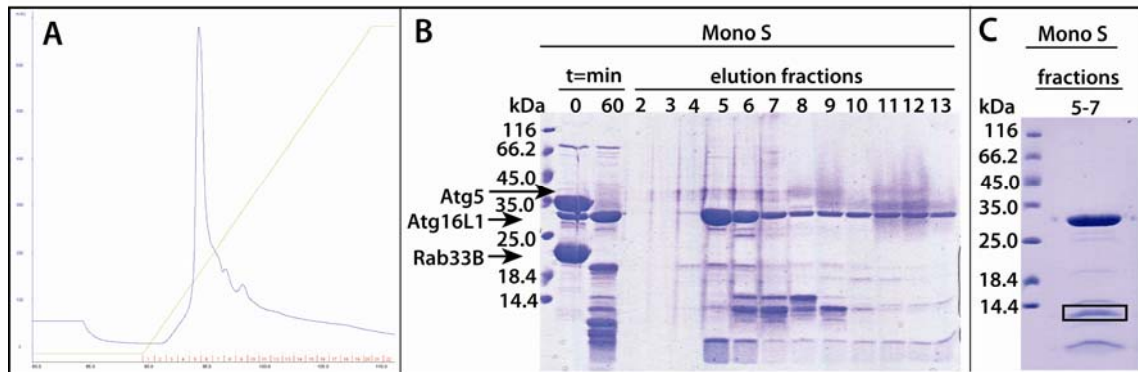 A
B
Mono S
t=min
elution fractions
kDa
0 60 2 3 4 5 6 7 8 9 10 11 12 13
116
66.2
45.0
Atg5
35.0
Atg16L1
25.0
Rab33B
18.4
14.4
C
Mono S
fractions
kDa
5-7
116
66.2
45.0
35.0
25.0
18.4
14.4